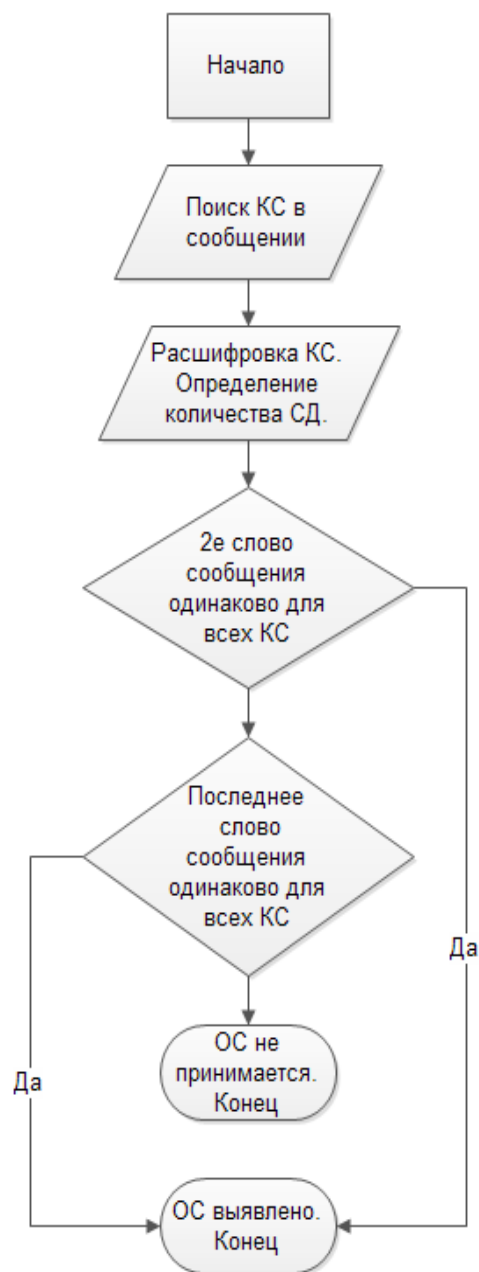 Начало
Поиск КС в
сообщении
Расшифровка КС.
Определение
количества СД.
2е слово
сообщения
одинаково для
всех КС
Последнее
слово
сообщения
одинаково для
всех КС
Да
ОС не
принимается.
Конец
Да
ОС выявлено.
Конец